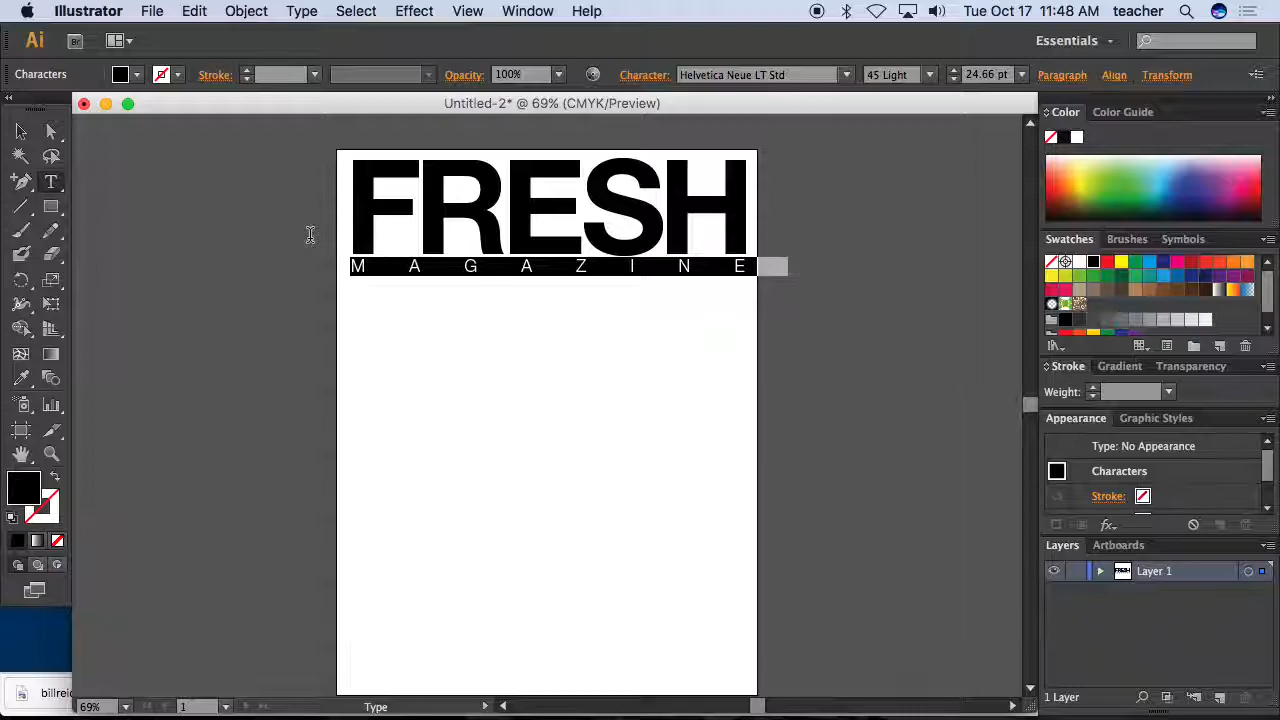 Illustrator File Edit Object Type Select Effect View Window Help Tue Oct 17 11:48 AM teacher
Ai Br Essentials
Characters Stroke: Opacity: 100% Character: Helvetica Neue LT Std 45 Light 24.66 pt Paragraph Align Transform
Untitled-2* @ 69% (CMYK/Preview)
FRESH
M A G A Z I N E
Color Color Guide
Swatches Brushes Symbols
Stroke Gradient Transparency
Weight:
Appearance Graphic Styles
Type: No Appearance
Characters
Stroke:
fx
Layers Artboards
Layer 1
1 Layer
billreid
69% 1 Type